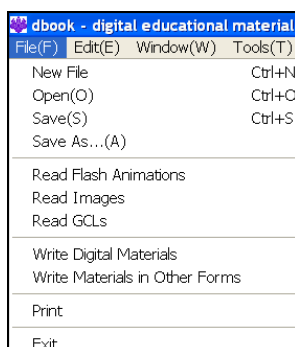 dbook - digital educational material
File(F) Edit(E) Window(W) Tools(T)
New File Ctrl+N
Open(O) Ctrl+O
Save(S) Ctrl+S
Save As...(A)
Read Flash Animations
Read Images
Read GCLs
Write Digital Materials
Write Materials in Other Forms
Print
Exit